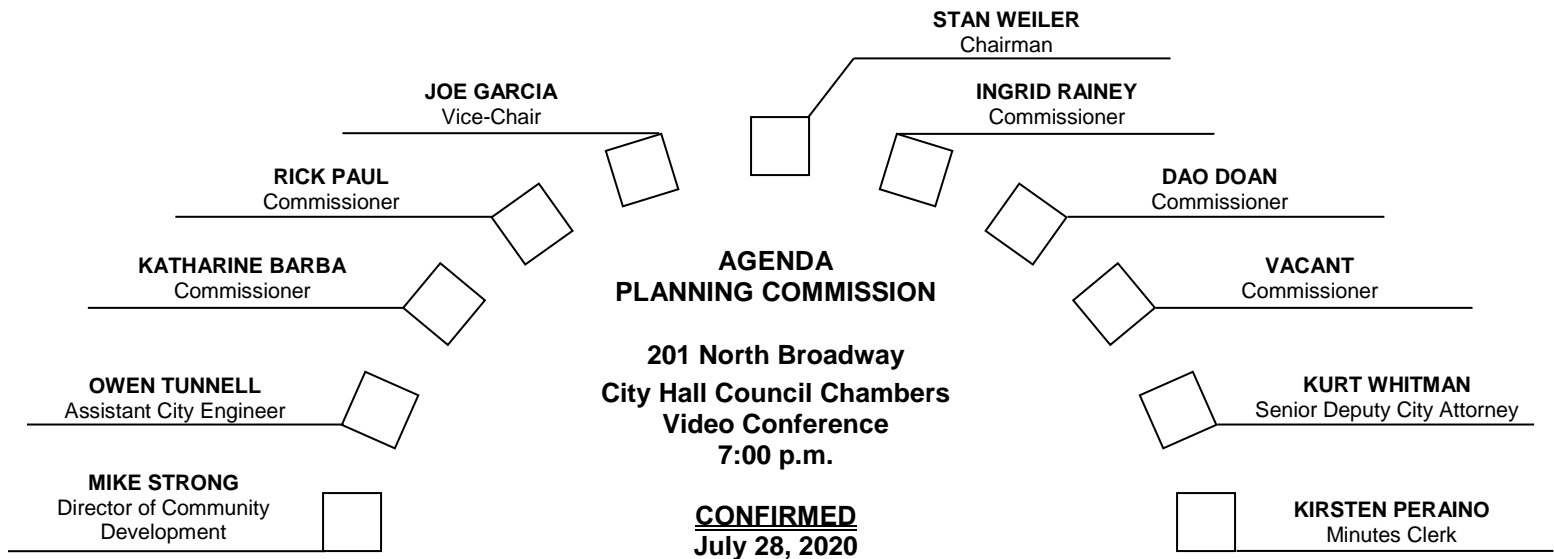 STAN WEILER
Chairman
JOE GARCIA
Vice-Chair
INGRID RAINEY
Commissioner
RICK PAUL
Commissioner
DAO DOAN
Commissioner
KATHARINE BARBA
Commissioner
VACANT
Commissioner
OWEN TUNNELL
Assistant City Engineer
KURT WHITMAN
Senior Deputy City Attorney
MIKE STRONG
Director of Community
Development
KIRSTEN PERAINO
Minutes Clerk
AGENDA
PLANNING COMMISSION
201 North Broadway
City Hall Council Chambers
Video Conference
7:00 p.m.
CONFIRMED
July 28, 2020